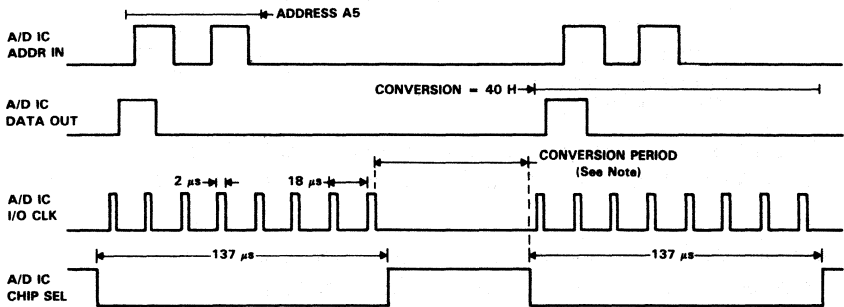 ADDRESS A5
A/D IC
ADDR IN
CONVERSION = 40 H
A/D IC
DATA OUT
CONVERSION PERIOD
(See Note)
2 µs
18 µs
A/D IC
I/O CLK
137 µs
137 µs
A/D IC
CHIP SEL